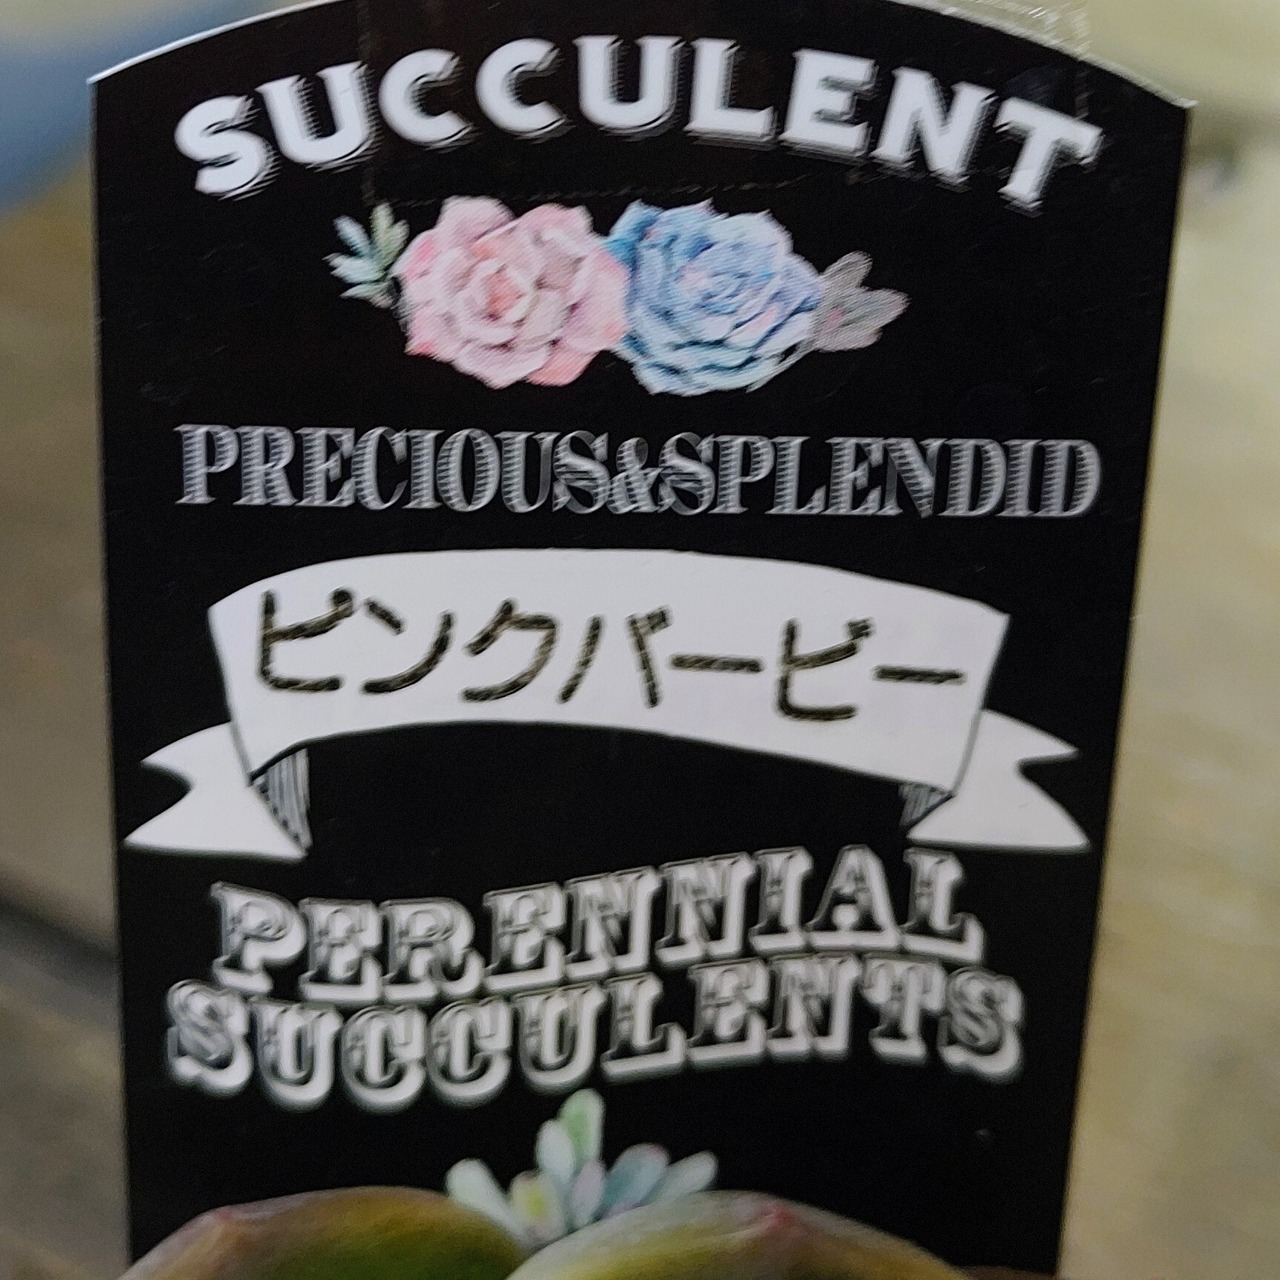 SUCCULENT
PRECIOUS&SPLENDID
ピンクバービー
PERENNIAL
SUCCULENTS